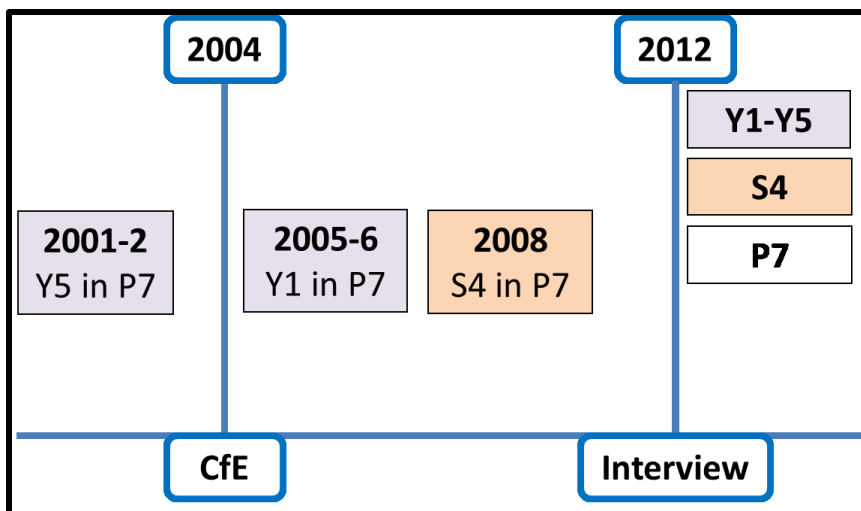 2004
2012
Y1-Y5
S4
P7
2001-2
Y5 in P7
2005-6
Y1 in P7
2008
S4 in P7
CfE
Interview